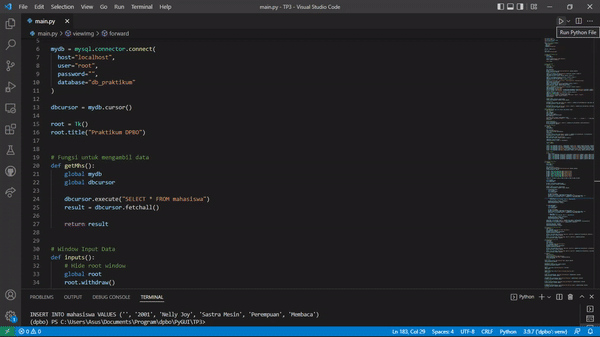 File Edit Selection View Go Run Terminal Help
main.py - TP3 - Visual Studio Code
main.py ×
Run Python File
main.py > viewimg > forward
5
6 mydb = mysql.connector.connect(
7 host="localhost",
8 user="root",
9 password="",
10 database="db_praktikum"
11 )
12
13 dbcursor = mydb.cursor()
14
15 root = Tk()
16 root.title("Praktikum DPBO")
17
18
19 # Fungsi untuk mengambil data
20 def getMhs():
21 global mydb
22 global dbcursor
23
24 dbcursor.execute("SELECT * FROM mahasiswa")
25 result = dbcursor.fetchall()
26
27 return result
28
29
30 # Window Input Data
31 def inputs():
32 # Hide root window
33 global root
34 root.withdraw()
PROBLEMS OUTPUT DEBUG CONSOLE TERMINAL
Python
INSERT INTO mahasiswa VALUES ('', '2001', 'Nelly Joy', 'Sastra Mesin', 'Perempuan', 'Membaca')
(dpbo) PS C:\Users\Asus\Documents\Program\dpbo\PyGUI\TP3>
0 0
Ln 183, Col 29 Spaces: 4 UTF-8 CRLF Python 3.9.7 ('dpbo': venv)